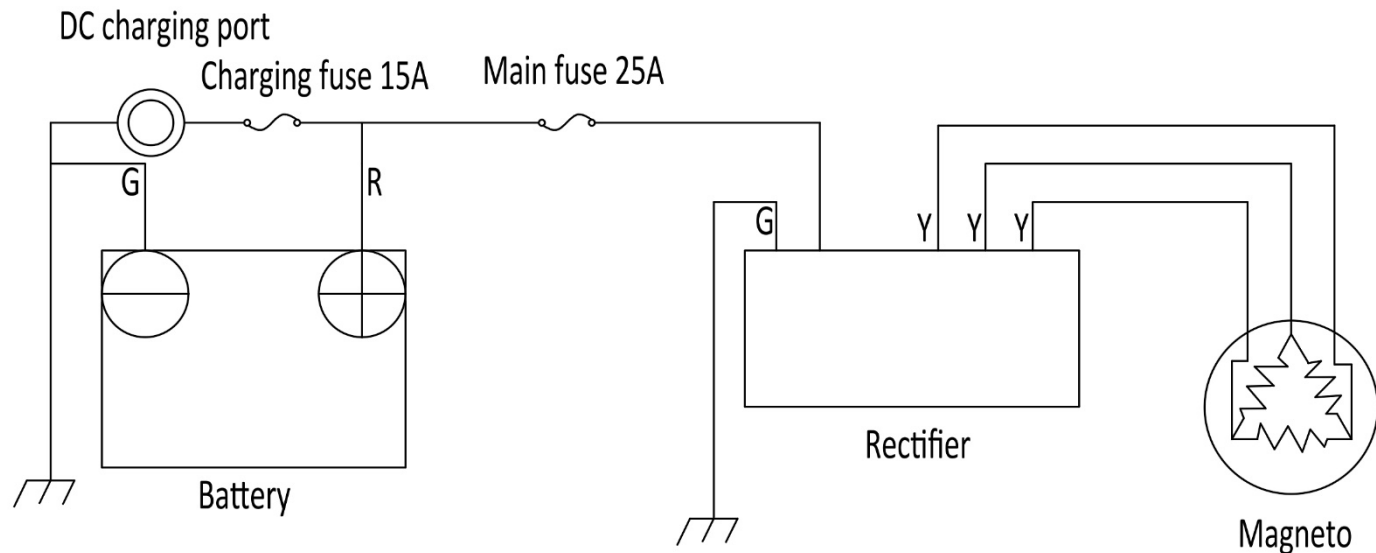 DC charging port
Charging fuse 15A
Main fuse 25A
G
R
G
Y
Y
Y
Battery
Rectifier
Magneto